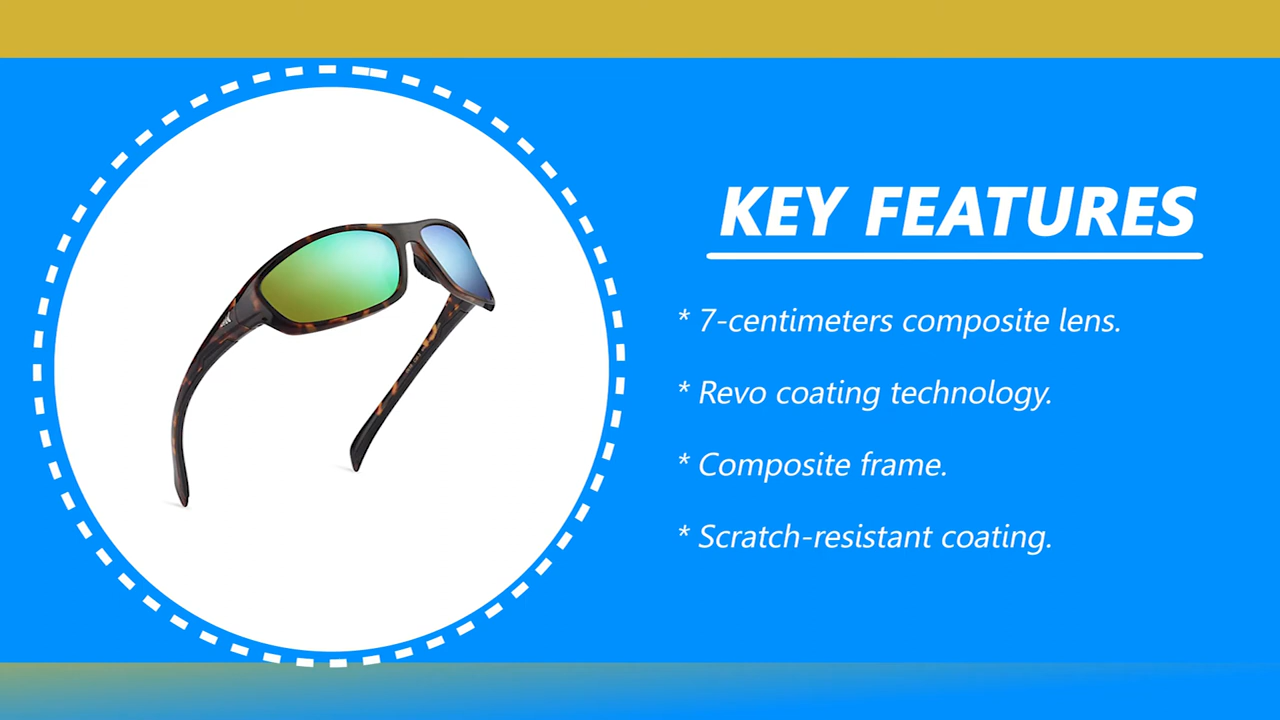 KEY FEATURES
* 7-centimeters composite lens.
* Revo coating technology.
* Composite frame.
* Scratch-resistant coating.